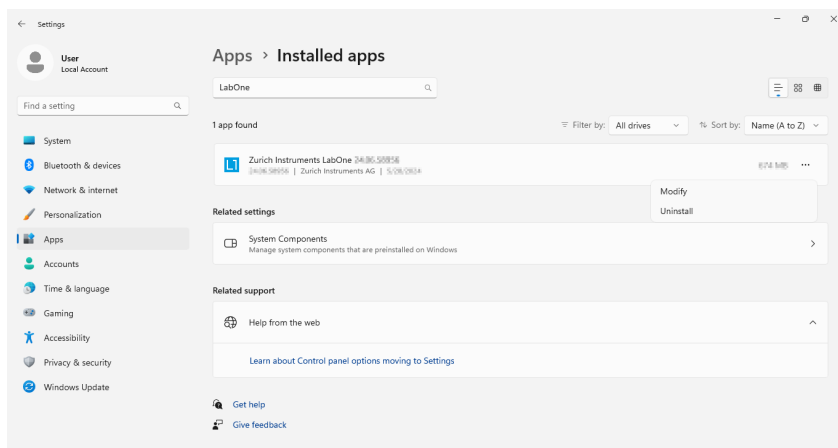 Settings
User
Local Account
Find a setting
System
Bluetooth & devices
Network & internet
Personalization
Apps
Accounts
Time & language
Gaming
Accessibility
Privacy & security
Windows Update
Apps > Installed apps
LabOne
1 app found
Filter by: All drives
Sort by: Name (A to Z)
Zurich Instruments LabOne
| Zurich Instruments AG |
Modify
Uninstall
Related settings
System Components
Manage system components that are preinstalled on Windows
Related support
Help from the web
Learn about Control panel options moving to Settings
Get help
Give feedback